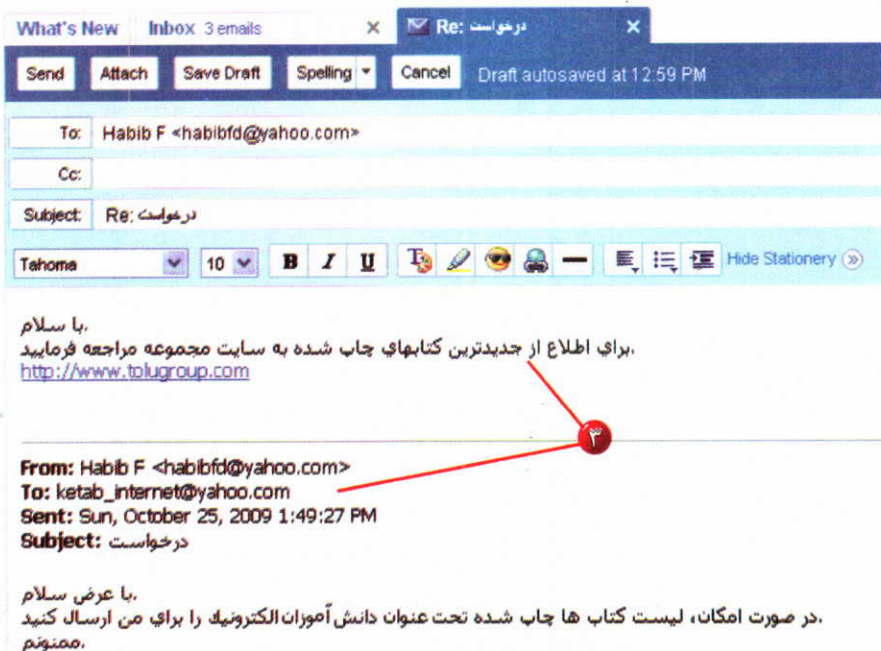 What's New Inbox 3 emails × Re: درخواست ×
Send Attach Save Draft Spelling Cancel Draft autosaved at 12:59 PM
To: Habib F <habibfd@yahoo.com>
Cc:
Subject: Re: درخواست
Tahoma 10 B I U Hide Stationery
با سلام.
براي اطلاع از جديدترين كتابهاي چاپ شده به سايت مجموعه مراجعه فرماييد.
http://www.tolugroup.com
۳
From: Habib F <habibfd@yahoo.com>
To: ketab_internet@yahoo.com
Sent: Sun, October 25, 2009 1:49:27 PM
Subject: درخواست
با عرض سلام.
در صورت امكان، ليست كتاب ها چاپ شده تحت عنوان دانش آموزان الكترونيك را براي من ارسال كنيد.
ممنونم.